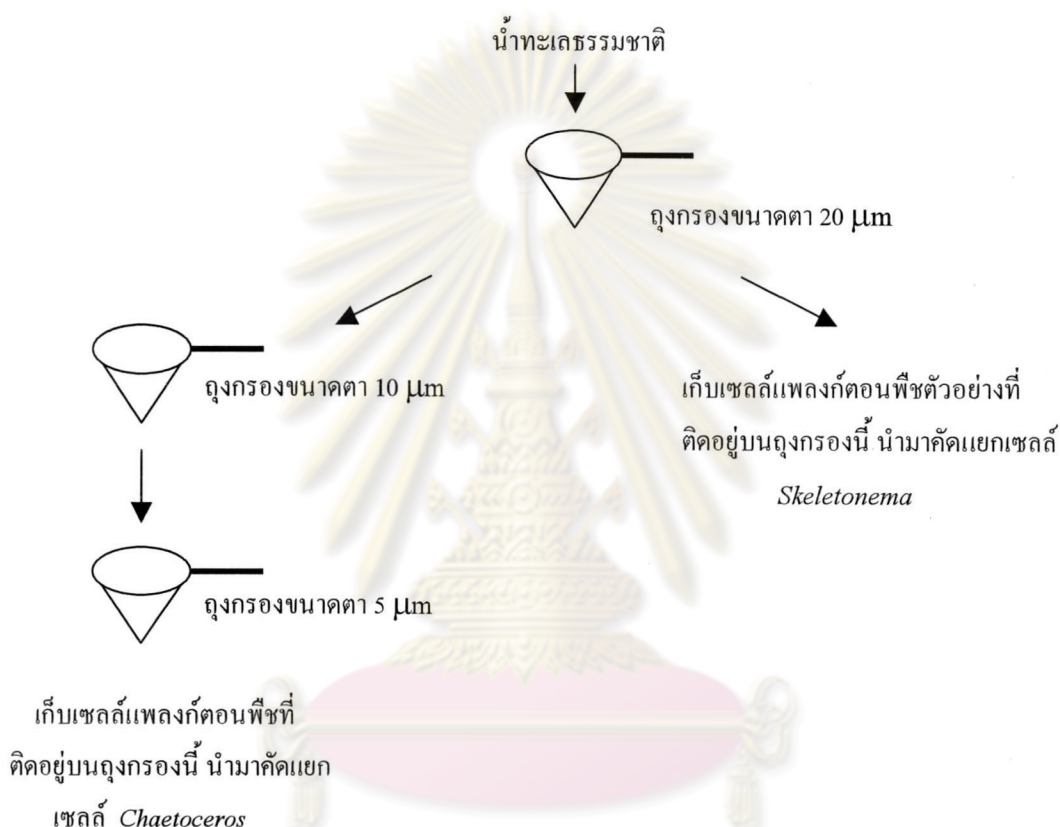 น้ำทะเลธรรมชาติ
ถุงกรองขนาดตา 20 µm
ถุงกรองขนาดตา 10 µm
เก็บเซลล์แพลงก์ตอนพืชตัวอย่างที่
ติดอยู่บนถุงกรองนี้ นำมาคัดแยกเซลล์
Skeletonema
ถุงกรองขนาดตา 5 µm
เก็บเซลล์แพลงก์ตอนพืชที่
ติดอยู่บนถุงกรองนี้ นำมาคัดแยก
เซลล์ Chaetoceros